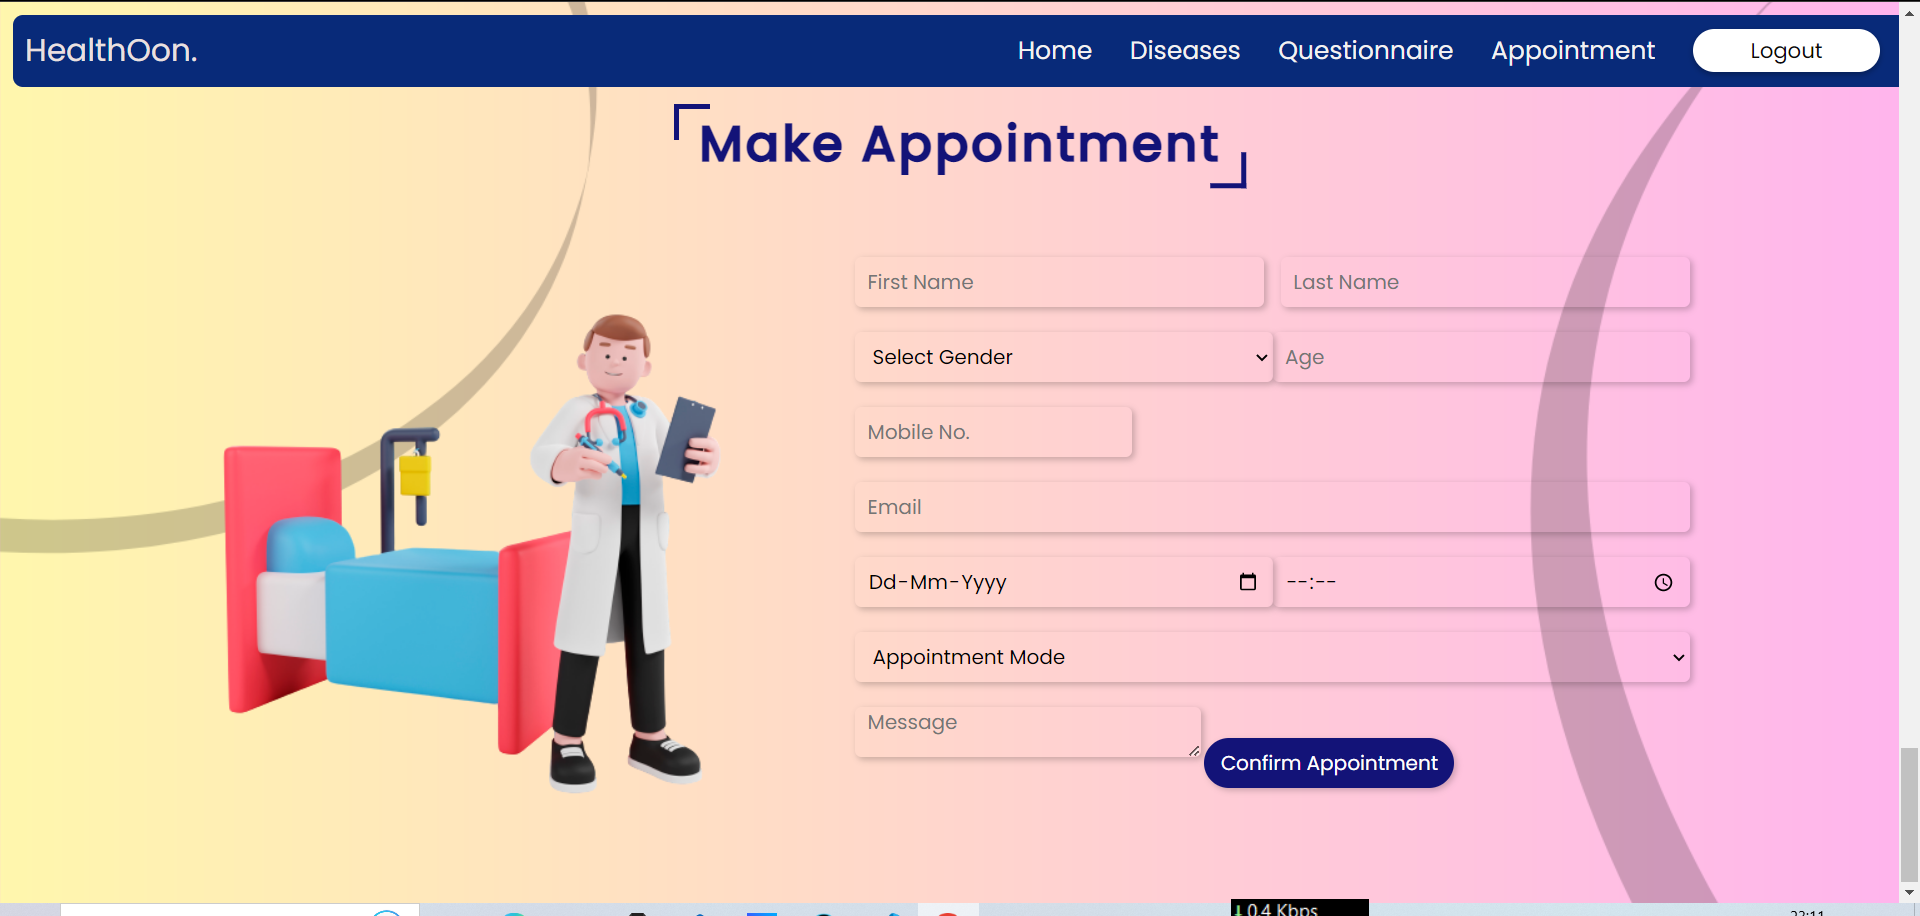 HealthOon.
Home Diseases Questionnaire Appointment Logout
Make Appointment
First Name Last Name
Select Gender Age
Mobile No.
Email
Dd-Mm-Yyyy --:--
Appointment Mode
Message
Confirm Appointment
0.4 Kbps